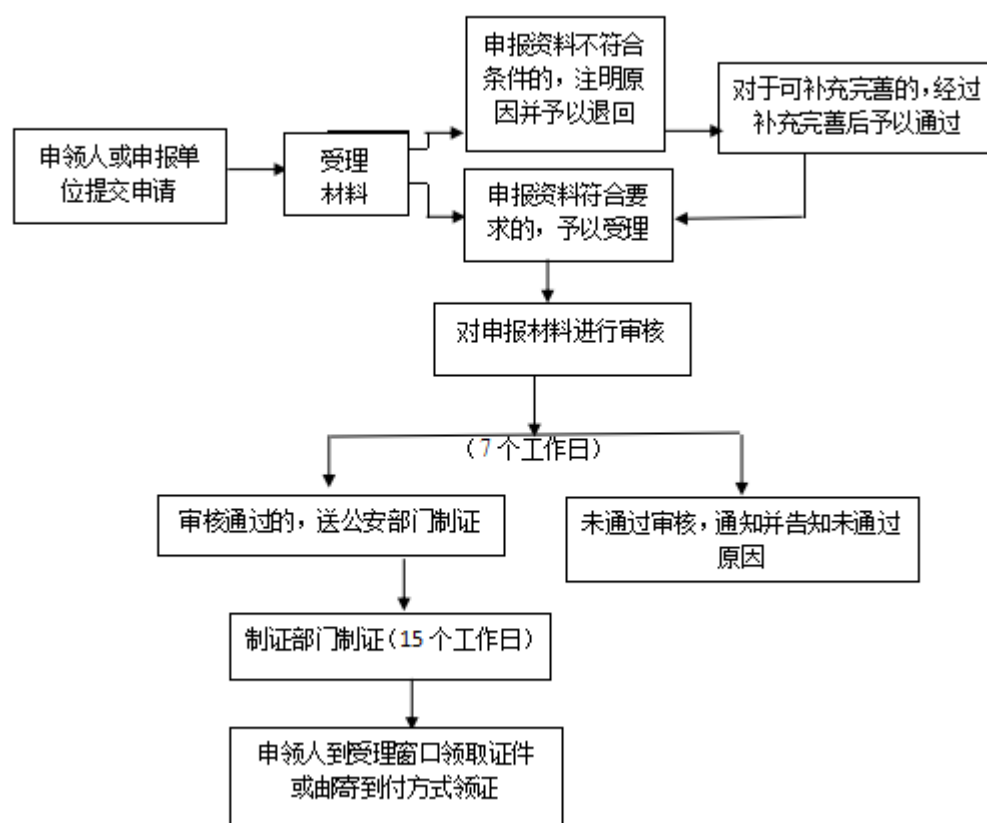 申报资料不符合
条件的，注明原
因并予以退回
对于可补充完善的，经过
补充完善后予以通过
申领人或申报单
位提交申请
受理
材料
申报资料符合要
求的，予以受理
对申报材料进行审核
（7个工作日）
审核通过的，送公安部门制证
未通过审核，通知并告知未通过
原因
制证部门制证（15个工作日）
申领人到受理窗口领取证件
或邮寄到付方式领证